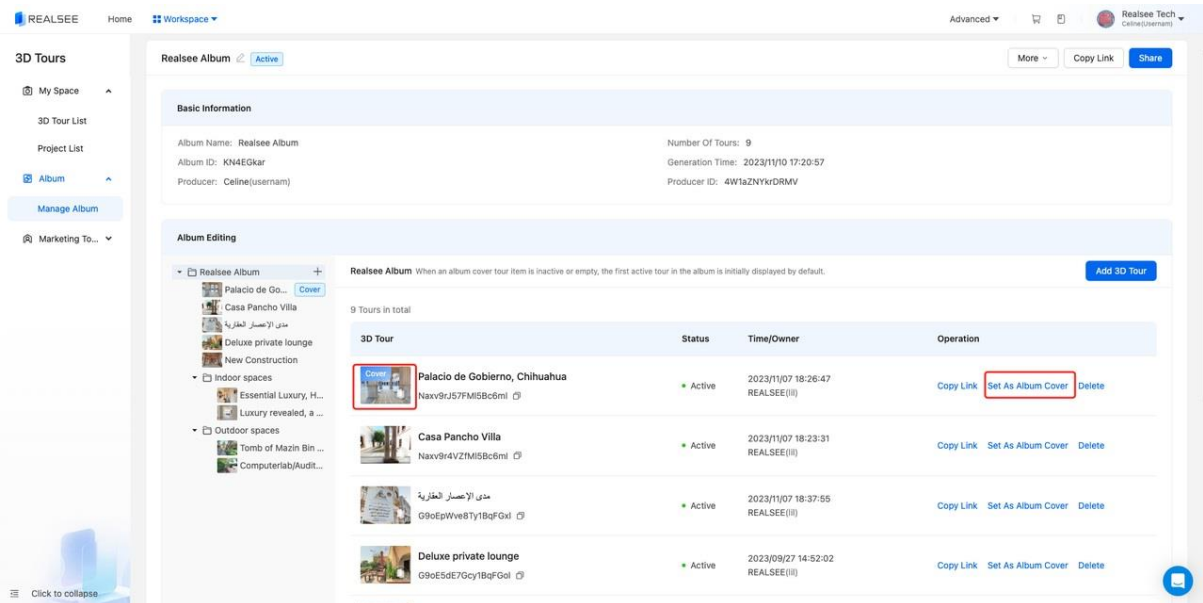 REALSEE
Home
Workspace
Advanced
Realsee Tech
Celine(Usernam)
3D Tours
My Space
3D Tour List
Project List
Album
Manage Album
Marketing To...
Click to collapse
Realsee Album
Active
More
Copy Link
Share
Basic Information
Album Name: Realsee Album
Number Of Tours: 9
Album ID: KN4EGkar
Generation Time: 2023/11/10 17:20:57
Producer: Celine(usernam)
Producer ID: 4W1aZNYkrDRMV
Album Editing
Realsee Album
Palacio de Go... Cover
Casa Pancho Villa
مدى الإعصار العقارية
Deluxe private lounge
New Construction
Indoor spaces
Essential Luxury, H...
Luxury revealed, a ...
Outdoor spaces
Tomb of Mazin Bin ...
Computerlab/Audit...
Realsee Album When an album cover tour item is inactive or empty, the first active tour in the album is initially displayed by default.
Add 3D Tour
9 Tours in total
3D Tour Status Time/Owner Operation
Cover
Palacio de Gobierno, Chihuahua
Naxv9rJ57FMl5Bc6ml
Active
2023/11/07 18:26:47
REALSEE(lil)
Copy Link Set As Album Cover Delete
Casa Pancho Villa
Naxv9r4VZfMl5Bc6ml
Active
2023/11/07 18:23:31
REALSEE(lil)
Copy Link Set As Album Cover Delete
مدى الإعصار العقارية
G9oEpWve8Ty1BqFGxl
Active
2023/11/07 18:37:55
REALSEE(lil)
Copy Link Set As Album Cover Delete
Deluxe private lounge
G9oE5dE7Gcy1BqFGol
Active
2023/09/27 14:52:02
REALSEE(lil)
Copy Link Set As Album Cover Delete